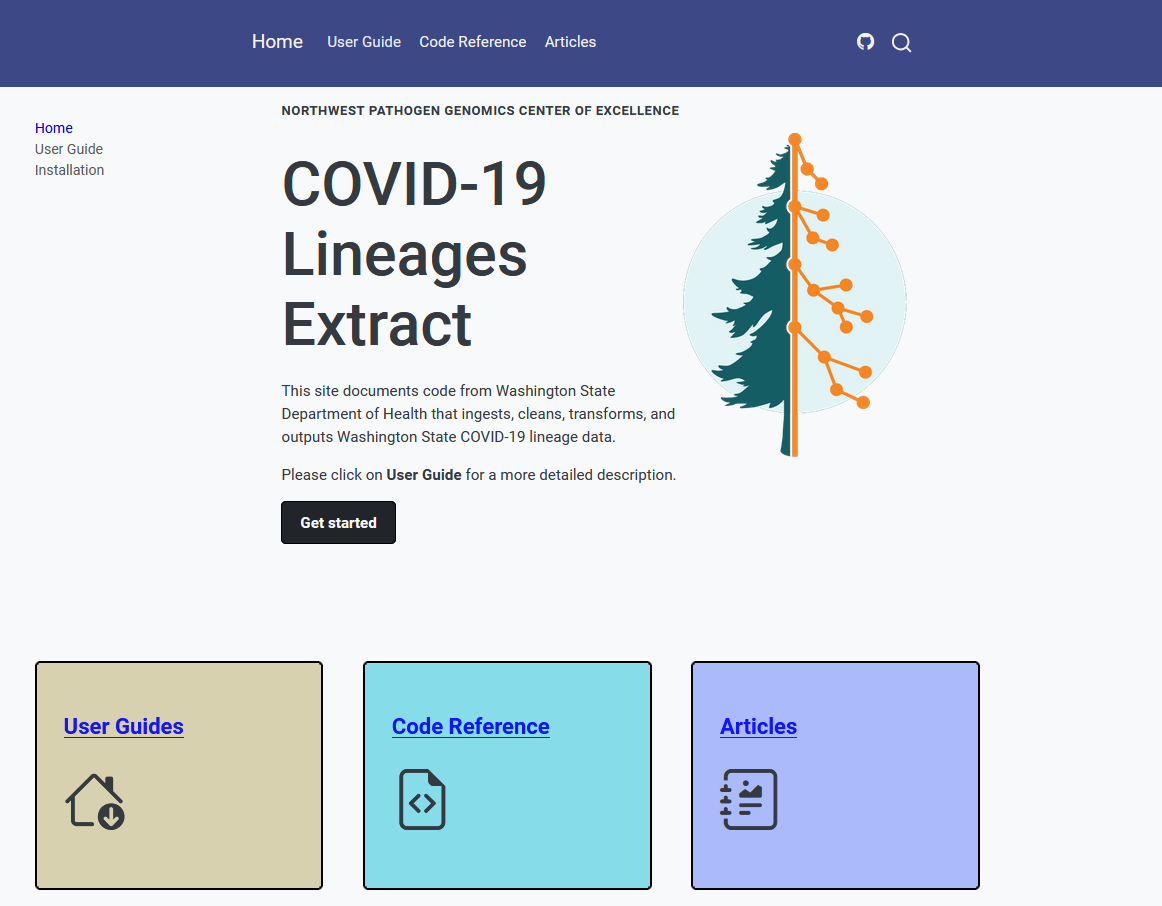 Home User Guide Code Reference Articles
Home
User Guide
Installation
NORTHWEST PATHOGEN GENOMICS CENTER OF EXCELLENCE
COVID-19
Lineages
Extract
This site documents code from Washington State
Department of Health that ingests, cleans, transforms, and
outputs Washington State COVID-19 lineage data.
Please click on User Guide for a more detailed description.
Get started
User Guides
Code Reference
Articles